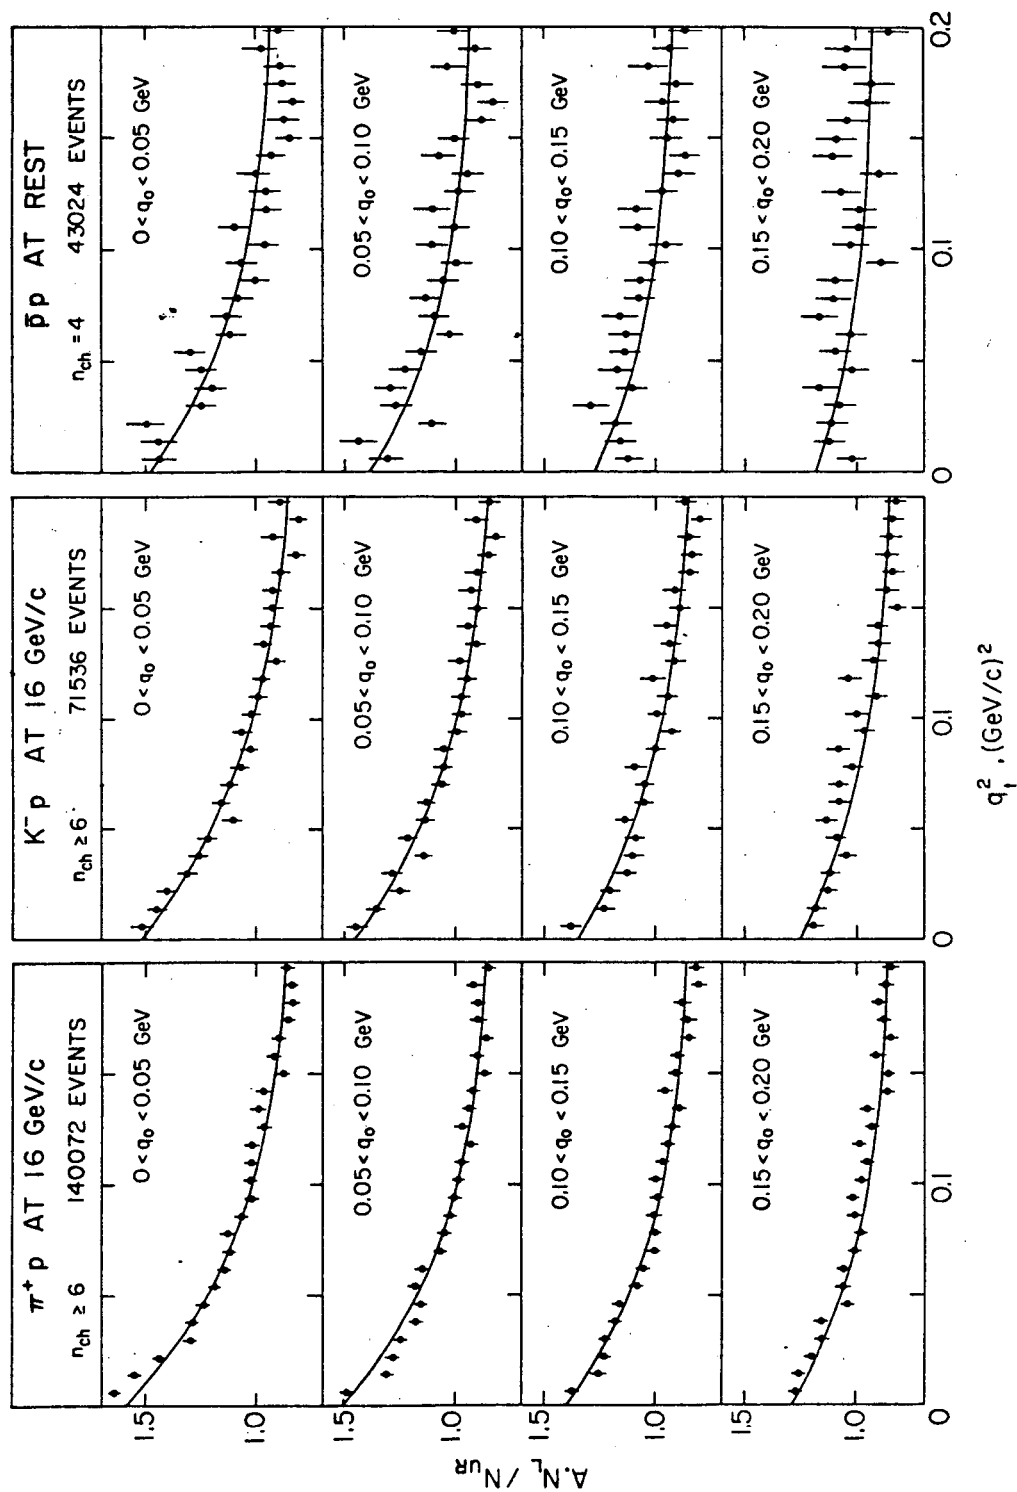 π⁺p AT 16 GeV/c
n_ch ≥ 6 140072 EVENTS
K⁻p AT 16 GeV/c
n_ch ≥ 6 71536 EVENTS
p̄p AT REST
n_ch = 4 43024 EVENTS
0 < q₀ < 0.05 GeV
0 < q₀ < 0.05 GeV
0 < q₀ < 0.05 GeV
1.5
1.0
0.05 < q₀ < 0.10 GeV
0.05 < q₀ < 0.10 GeV
0.05 < q₀ < 0.10 GeV
1.5
1.0
0.10 < q₀ < 0.15 GeV
0.10 < q₀ < 0.15 GeV
0.10 < q₀ < 0.15 GeV
1.5
1.0
0.15 < q₀ < 0.20 GeV
0.15 < q₀ < 0.20 GeV
0.15 < q₀ < 0.20 GeV
1.5
1.0
A.N_L / N_UR
0 0.1 0 0.1 0 0.1 0.2
q_t², (GeV/c)²